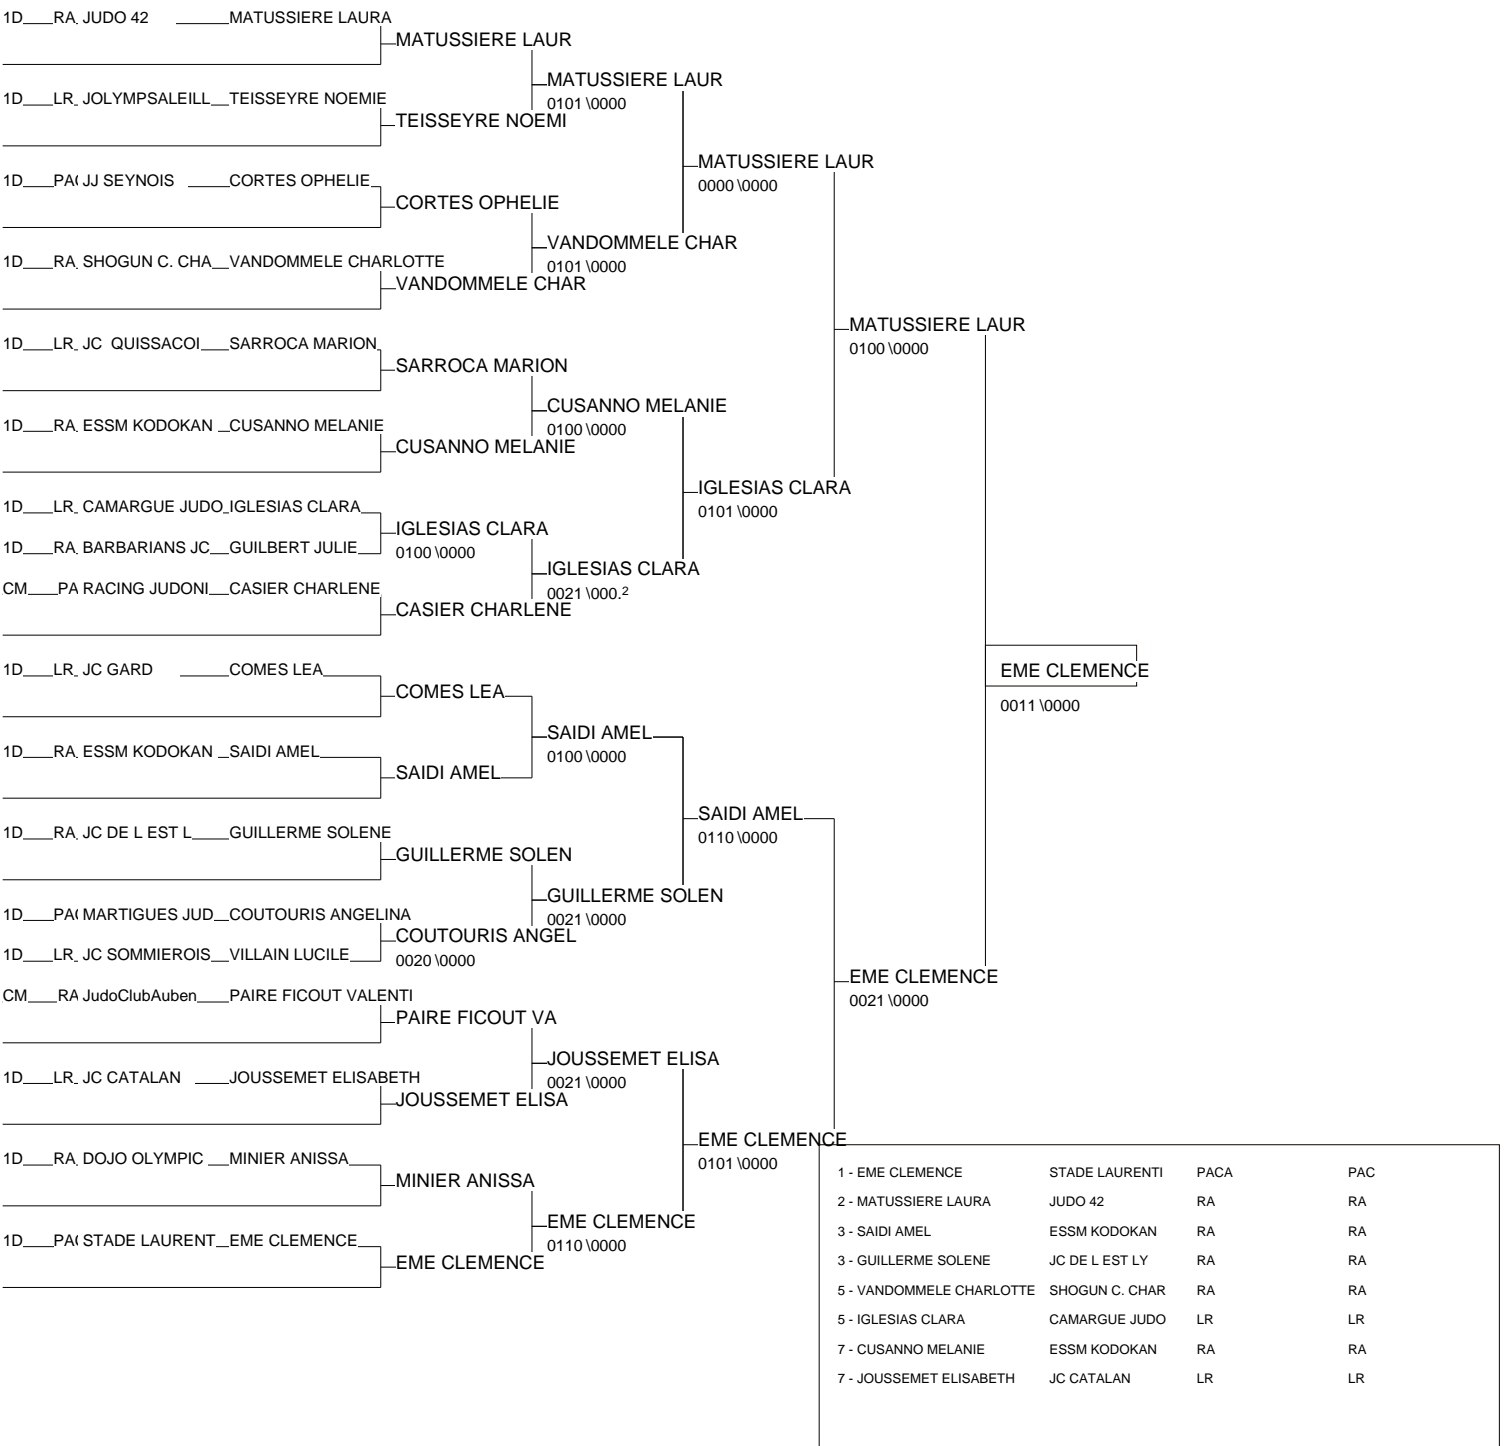 1D RA JUDO 42 MATUSSIERE LAURA
MATUSSIERE LAUR
MATUSSIERE LAUR
0101 \0000
1D LR JOLYMPSALEILL TEISSEYRE NOEMIE
TEISSEYRE NOEMI
MATUSSIERE LAUR
0000 \0000
1D PA( JJ SEYNOIS CORTES OPHELIE
CORTES OPHELIE
VANDOMMELE CHAR
0101 \0000
1D RA SHOGUN C. CHA VANDOMMELE CHARLOTTE
VANDOMMELE CHAR
MATUSSIERE LAUR
0100 \0000
1D LR JC QUISSACOI SARROCA MARION
SARROCA MARION
CUSANNO MELANIE
0100 \0000
1D RA ESSM KODOKAN CUSANNO MELANIE
CUSANNO MELANIE
IGLESIAS CLARA
0101 \0000
1D LR CAMARGUE JUDO IGLESIAS CLARA
IGLESIAS CLARA
0100 \0000
1D RA BARBARIANS JC GUILBERT JULIE
IGLESIAS CLARA
0021 \000.2
CM PA RACING JUDONI CASIER CHARLENE
CASIER CHARLENE
EME CLEMENCE
0011 \0000
1D LR JC GARD COMES LEA
COMES LEA
SAIDI AMEL
0100 \0000
1D RA ESSM KODOKAN SAIDI AMEL
SAIDI AMEL
SAIDI AMEL
0110 \0000
1D RA JC DE L EST L GUILLERME SOLENE
GUILLERME SOLEN
GUILLERME SOLEN
0021 \0000
1D PA( MARTIGUES JUD COUTOURIS ANGELINA
COUTOURIS ANGEL
0020 \0000
1D LR JC SOMMIEROIS VILLAIN LUCILE
EME CLEMENCE
0021 \0000
CM RA JudoClubAuben PAIRE FICOUT VALENTI
PAIRE FICOUT VA
JOUSSEMET ELISA
0021 \0000
1D LR JC CATALAN JOUSSEMET ELISABETH
JOUSSEMET ELISA
EME CLEMENCE
0101 \0000
1D RA DOJO OLYMPIC MINIER ANISSA
MINIER ANISSA
EME CLEMENCE
0110 \0000
1D PA( STADE LAURENT EME CLEMENCE
EME CLEMENCE
1 - EME CLEMENCE STADE LAURENTI PACA PAC
2 - MATUSSIERE LAURA JUDO 42 RA RA
3 - SAIDI AMEL ESSM KODOKAN RA RA
3 - GUILLERME SOLENE JC DE L EST LY RA RA
5 - VANDOMMELE CHARLOTTE SHOGUN C. CHAR RA RA
5 - IGLESIAS CLARA CAMARGUE JUDO LR LR
7 - CUSANNO MELANIE ESSM KODOKAN RA RA
7 - JOUSSEMET ELISABETH JC CATALAN LR LR